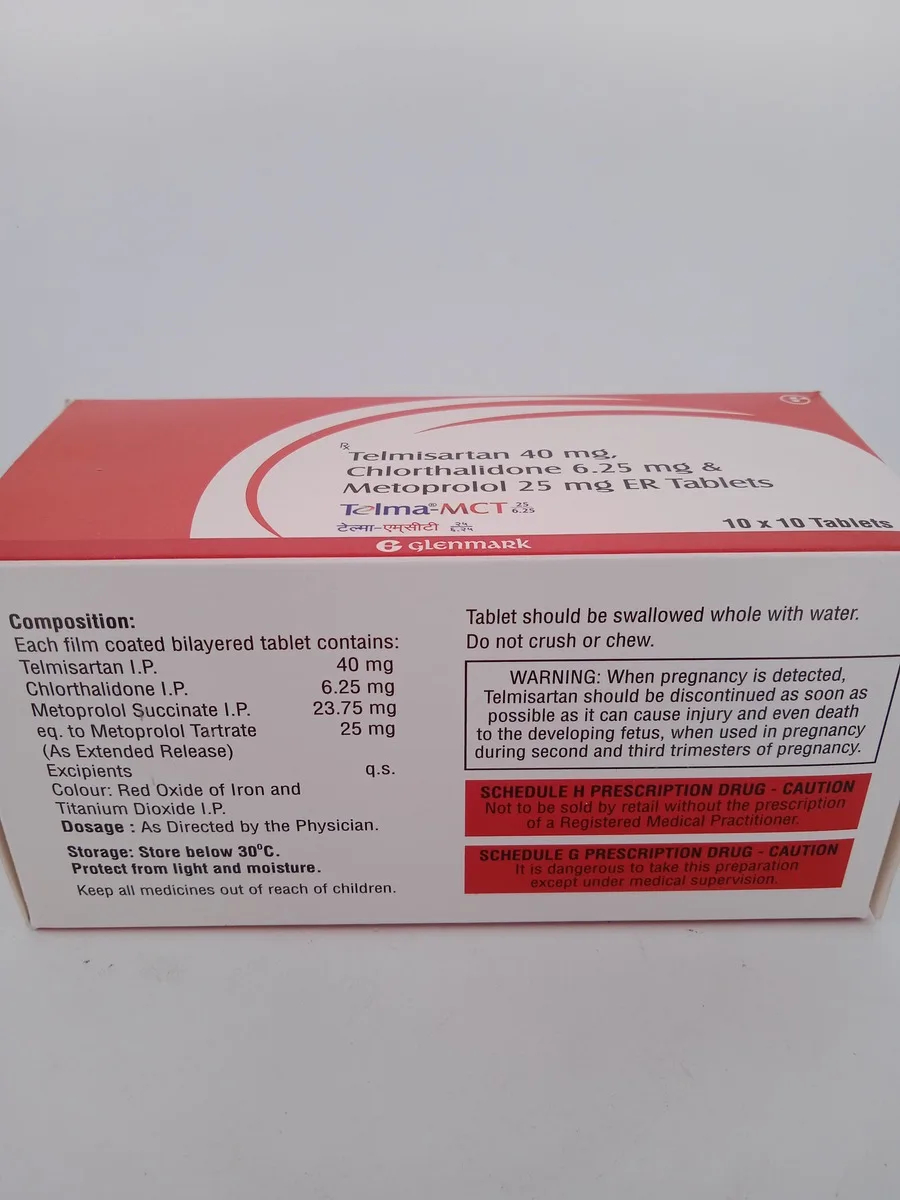 Rx
Telmisartan 40 mg,
Chlorthalidone 6.25 mg &
Metoprolol 25 mg ER Tablets
Telma®-MCT 25/6.25
टेल्मा-एमसीटी २५/६.२५
10 x 10 Tablets
glenmark
Composition:
Each film coated bilayered tablet contains:
Telmisartan I.P. 40 mg
Chlorthalidone I.P. 6.25 mg
Metoprolol Succinate I.P. 23.75 mg
eq. to Metoprolol Tartrate 25 mg
(As Extended Release)
Excipients q.s.
Colour: Red Oxide of Iron and
Titanium Dioxide I.P.
Dosage : As Directed by the Physician.
Storage: Store below 30⁰C.
Protect from light and moisture.
Keep all medicines out of reach of children.
Tablet should be swallowed whole with water.
Do not crush or chew.
WARNING: When pregnancy is detected,
Telmisartan should be discontinued as soon as
possible as it can cause injury and even death
to the developing fetus, when used in pregnancy
during second and third trimesters of pregnancy.
SCHEDULE H PRESCRIPTION DRUG - CAUTION
Not to be sold by retail without the prescription
of a Registered Medical Practitioner.
SCHEDULE G PRESCRIPTION DRUG - CAUTION
It is dangerous to take this preparation
except under medical supervision.